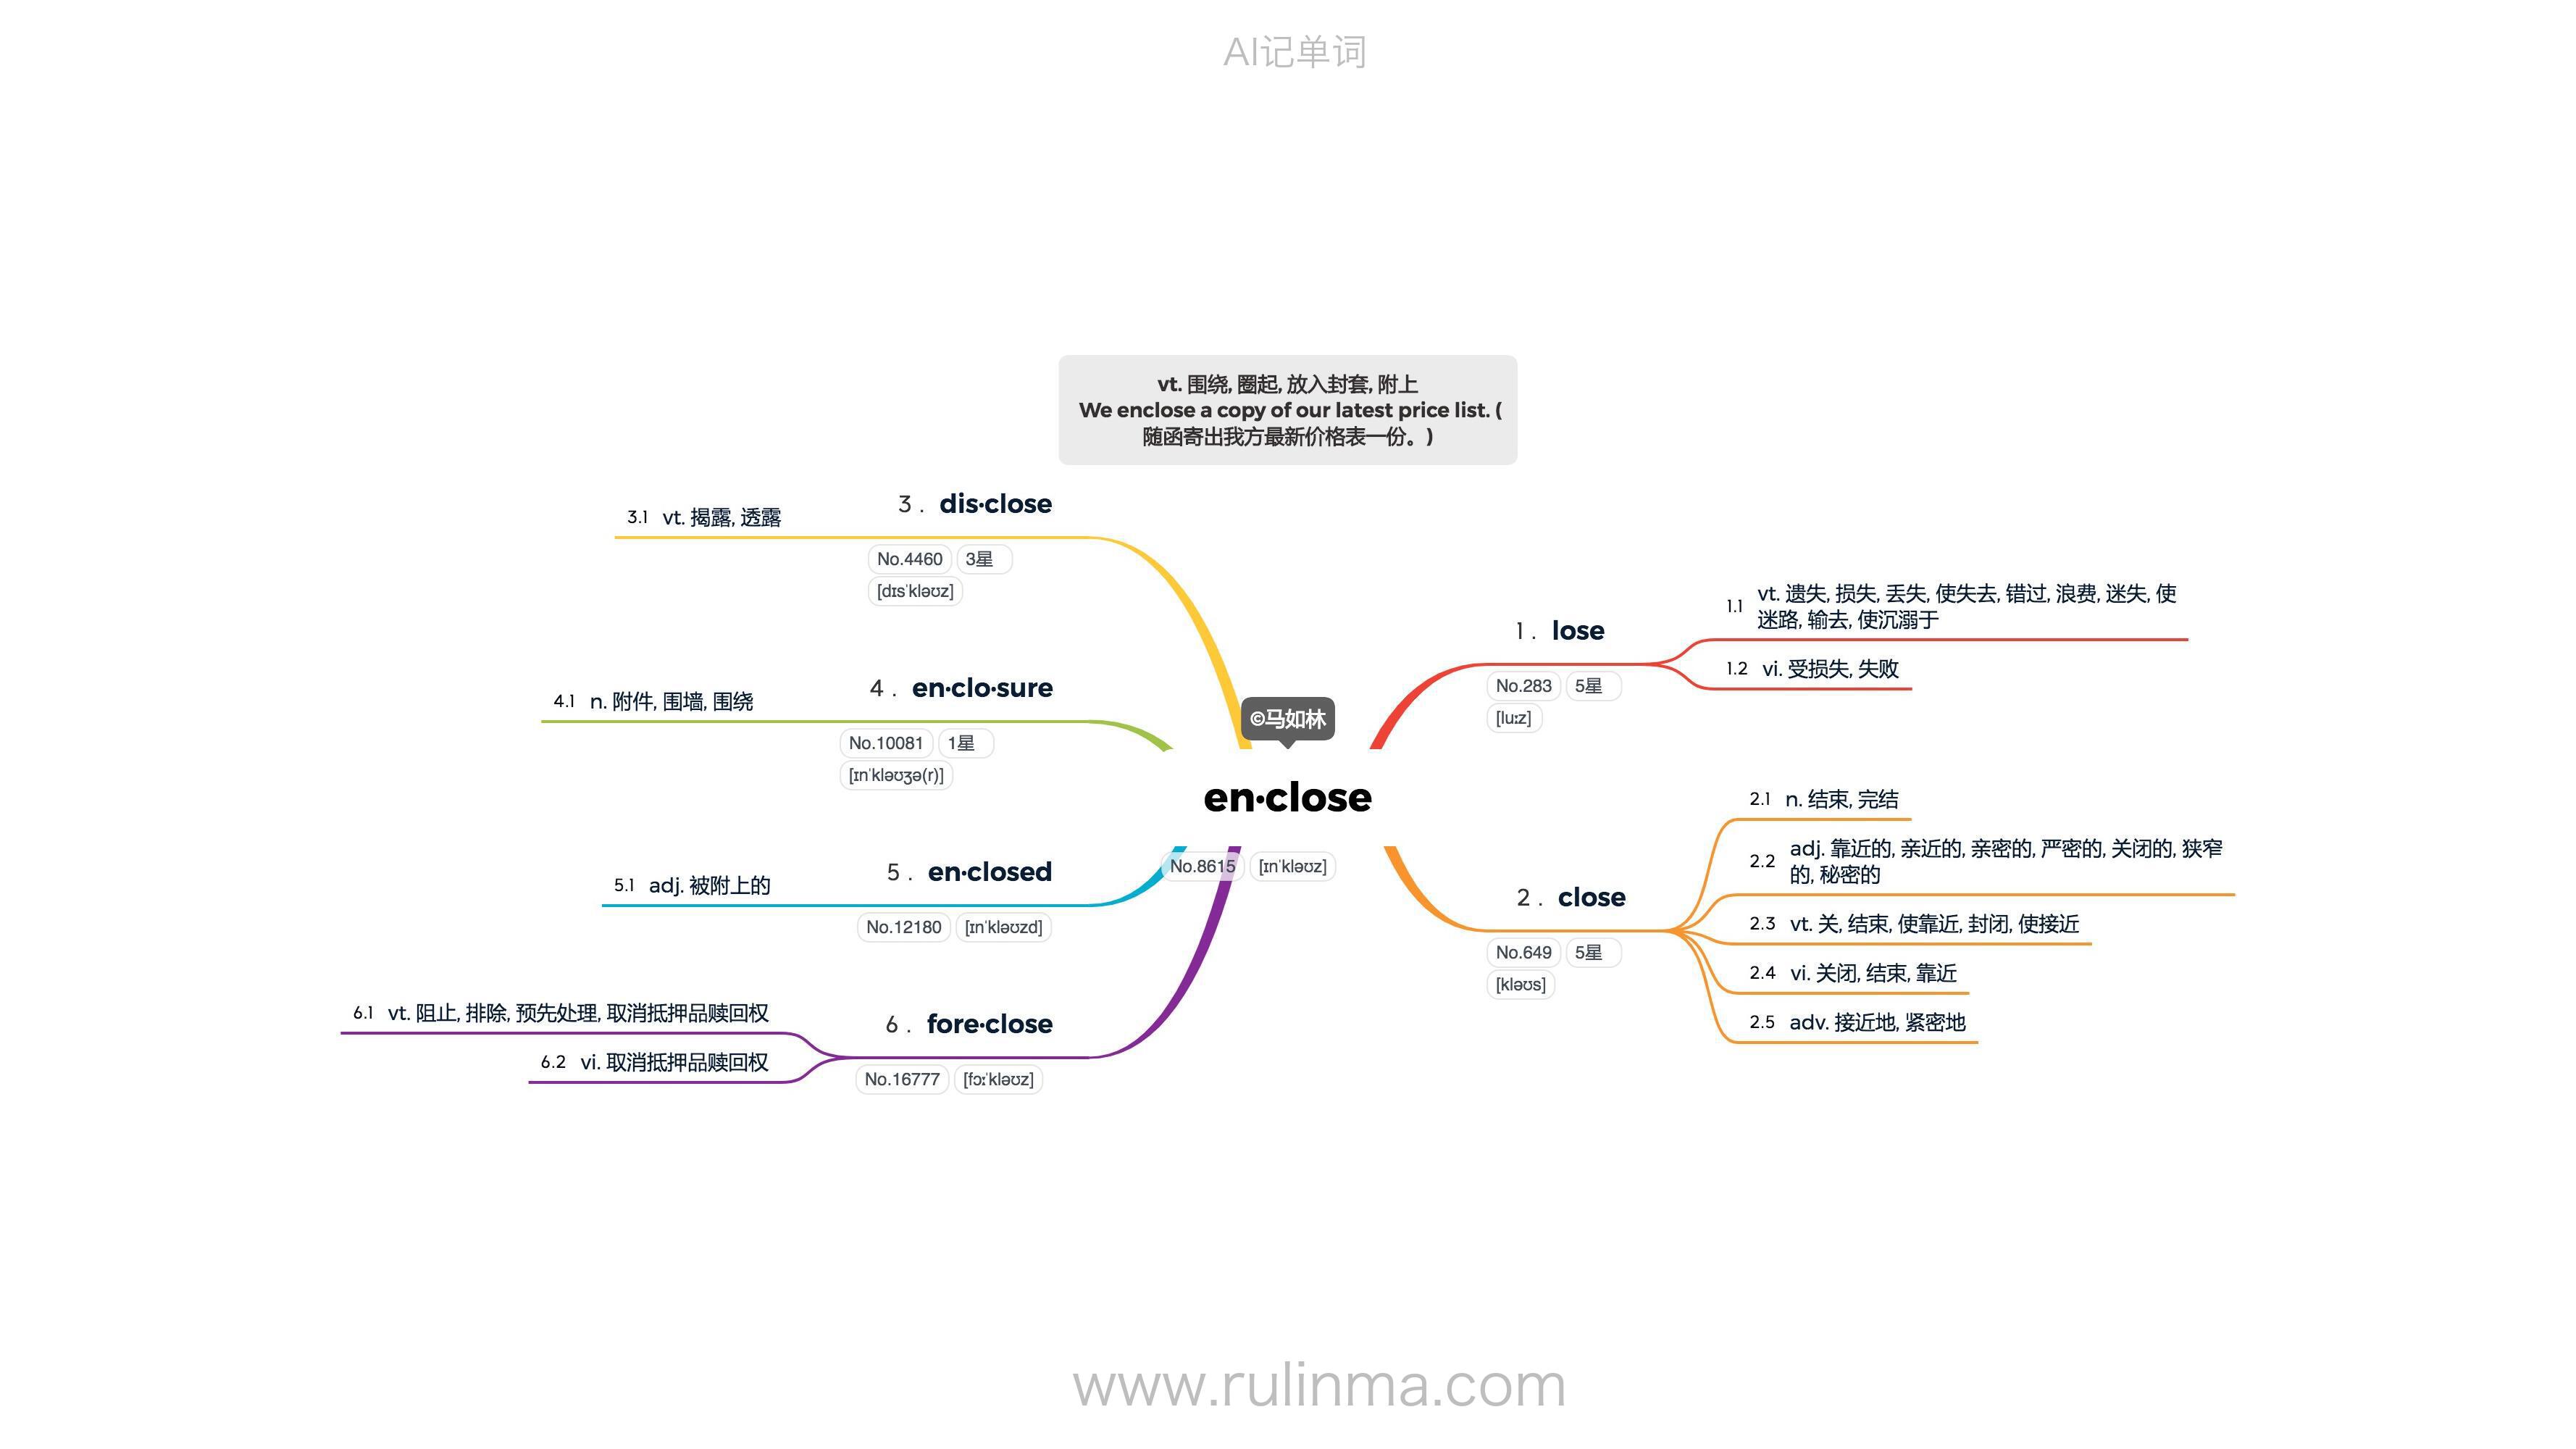 AI记单词
vt. 围绕, 圈起, 放入封套, 附上
We enclose a copy of our latest price list. (
随函寄出我方最新价格表一份。)
©马如林
en·close
No.8615 [ɪnˈkləʊz]
1 . lose
No.283 5星
[luːz]
1.1 vt. 遗失, 损失, 丢失, 使失去, 错过, 浪费, 迷失, 使
迷路, 输去, 使沉溺于
1.2 vi. 受损失, 失败
2 . close
No.649 5星
[kləʊs]
2.1 n. 结束, 完结
2.2 adj. 靠近的, 亲近的, 亲密的, 严密的, 关闭的, 狭窄
的, 秘密的
2.3 vt. 关, 结束, 使靠近, 封闭, 使接近
2.4 vi. 关闭, 结束, 靠近
2.5 adv. 接近地, 紧密地
3 . dis·close
No.4460 3星
[dɪsˈkləʊz]
3.1 vt. 揭露, 透露
4 . en·clo·sure
No.10081 1星
[ɪnˈkləʊʒə(r)]
4.1 n. 附件, 围墙, 围绕
5 . en·closed
No.12180 [ɪnˈkləʊzd]
5.1 adj. 被附上的
6 . fore·close
No.16777 [fɔːˈkləʊz]
6.1 vt. 阻止, 排除, 预先处理, 取消抵押品赎回权
6.2 vi. 取消抵押品赎回权
www.rulinma.com